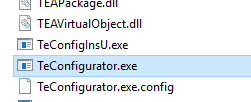 TEAPackage.dll
TEAVirtualObject.dll
TeConfigInsU.exe
TeConfigurator.exe
TeConfigurator.exe.config